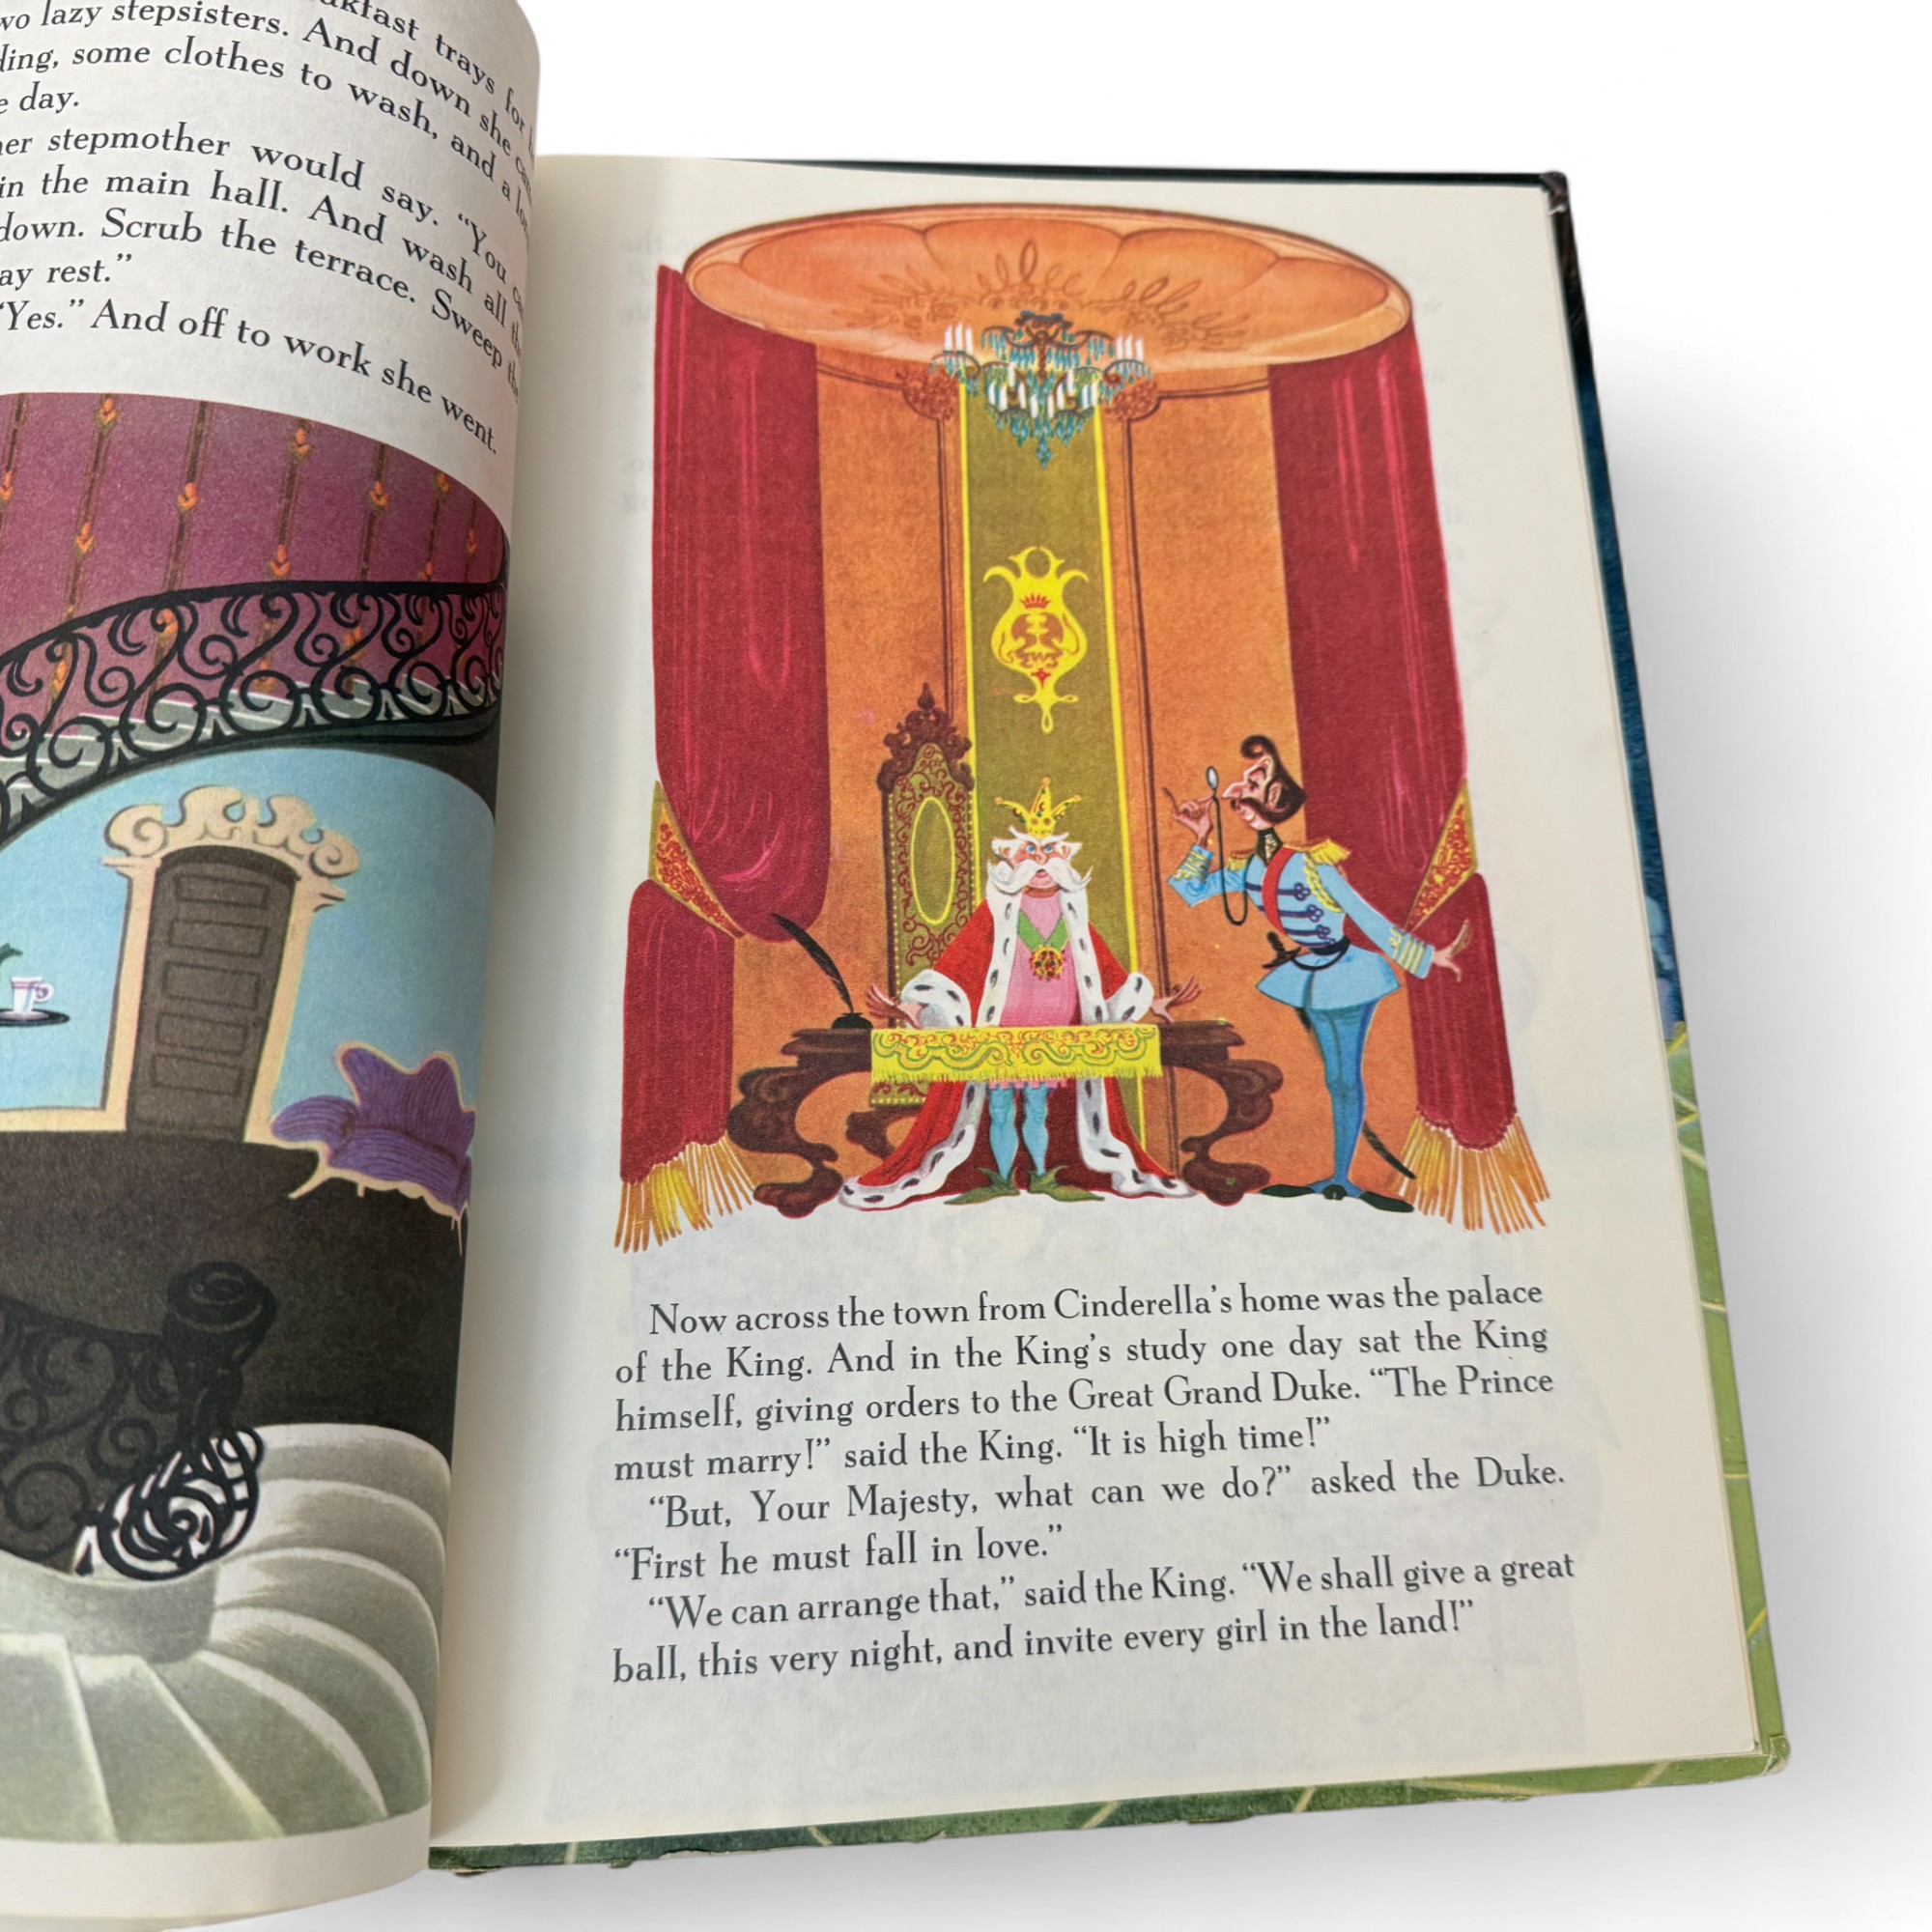 trays for
two lazy stepsisters. And down she
some clothes to wash, and a
day.
stepmother would say. "You
in the main hall. And wash all the
down. Scrub the terrace. Sweep the
rest."
"Yes." And off to work she went.
Now across the town from Cinderella's home was the palace
of the King. And in the King's study one day sat the King
himself, giving orders to the Great Grand Duke. "The Prince
must marry!" said the King. "It is high time!"
"But, Your Majesty, what can we do?" asked the Duke.
"First he must fall in love."
"We can arrange that," said the King. "We shall give a great
ball, this very night, and invite every girl in the land!"